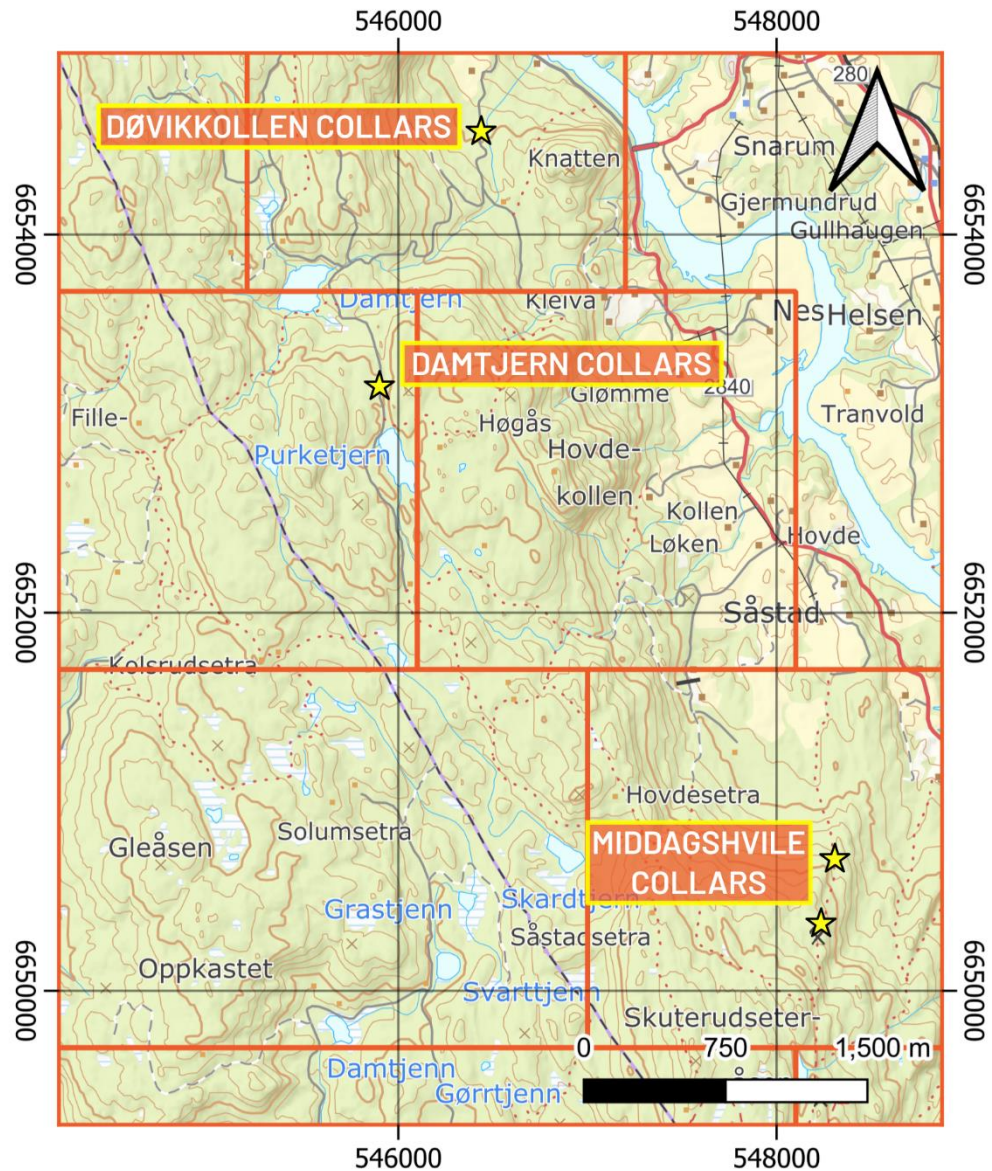 546000
548000
280
DØVIKKOLLEN COLLARS
Snarum
Knatten
Gjermundrud
6654000
Gullhaugen
6654000
Damtjern
Kleiva
Nes
Helsen
DAMTJERN COLLARS
2840
Glømme
Fille-
Høgås
Tranvold
Hovde-
Purketjern
kollen
Kollen
Hovde
Løken
6652000
Såstad
6652000
Kolsrudsetra
Hovdesetra
Solumsetra
Gleåsen
MIDDAGSHVILE
COLLARS
Skardtjern
Grastjenn
Såstadsetra
Oppkastet
6650000
Svarttjenn
6650000
Skuterudseter-
0 750 1,500 m
Damtjenn
Gørrtjenn
546000
548000